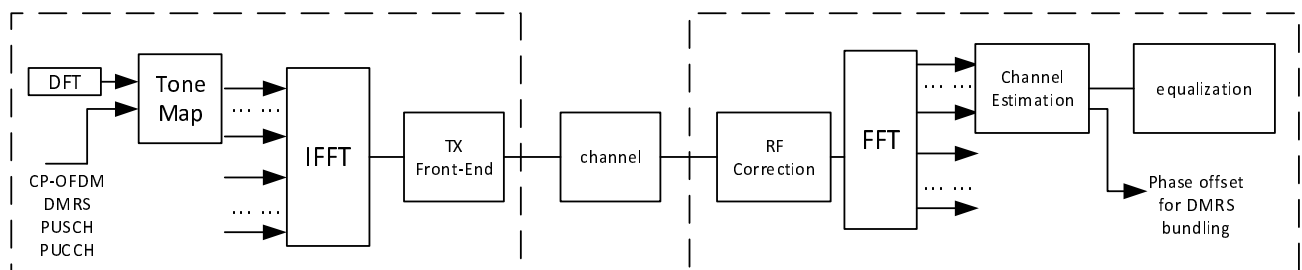 DFT
Tone
Map
CP-OFDM
DMRS
PUSCH
PUCCH
... ...
... ...
IFFT
TX
Front-End
channel
RF
Correction
FFT
... ...
... ...
Channel
Estimation
equalization
Phase offset
for DMRS
bundling